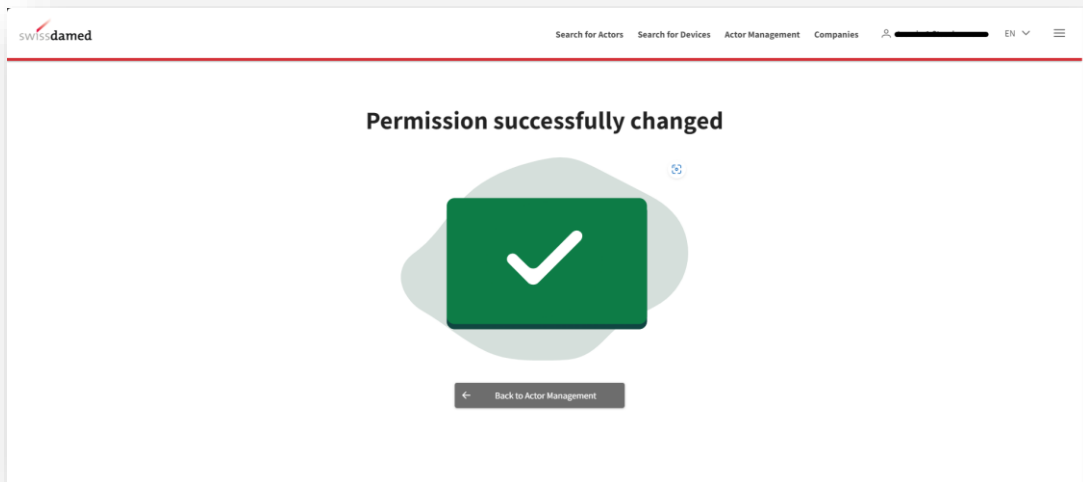 swissdamed
Search for Actors Search for Devices Actor Management Companies EN
Permission successfully changed
Back to Actor Management